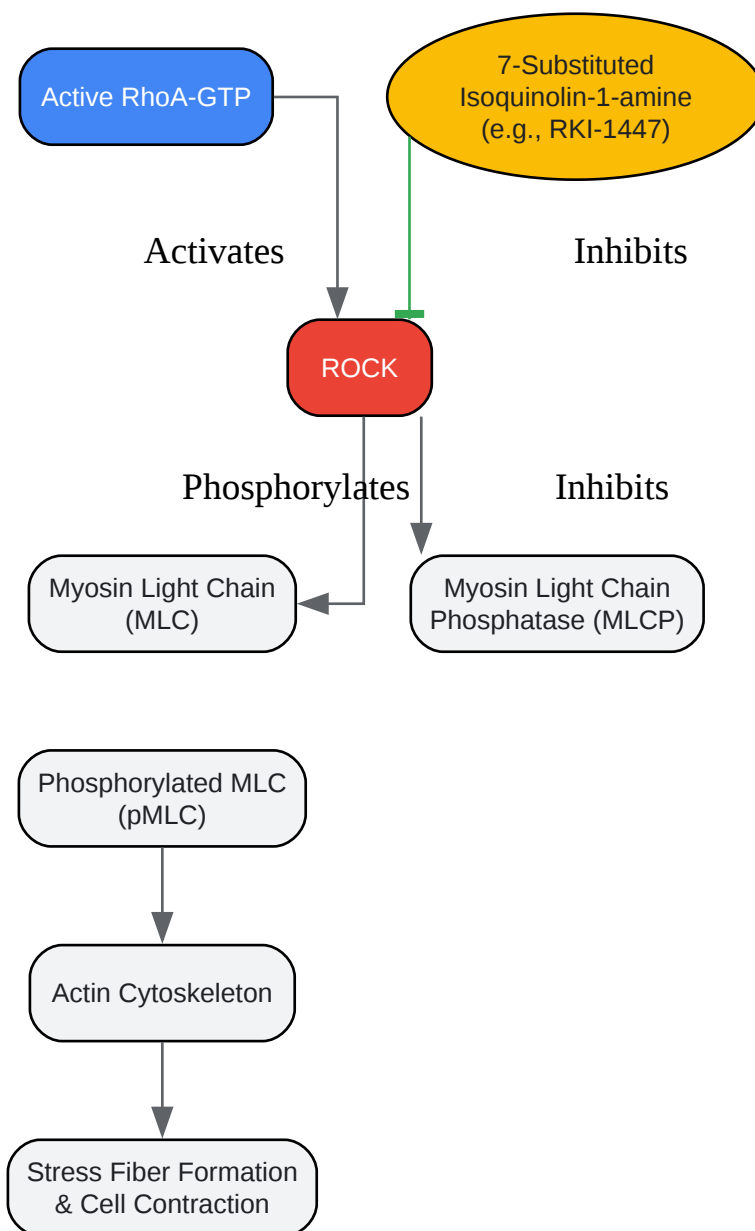 Active RhoA-GTP
7-Substituted
Isoquinolin-1-amine
(e.g., RKI-1447)
Activates
Inhibits
ROCK
Phosphorylates
Inhibits
Myosin Light Chain
(MLC)
Myosin Light Chain
Phosphatase (MLCP)
Phosphorylated MLC
(pMLC)
Actin Cytoskeleton
Stress Fiber Formation
& Cell Contraction